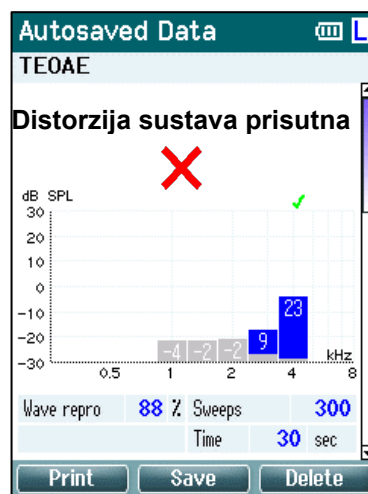 Autosaved Data L
TEOAE
Distorzija sustava prisutna
dB SPL
30
20
10
0
-10
-20
-30
-4 -2 -2 9 23
kHz
0.5 1 2 4 8
Wave repro 88 % Sweeps 300
Time 30 sec
Print Save Delete